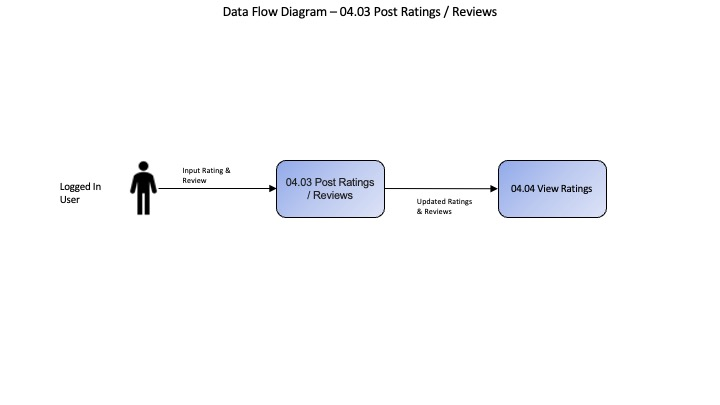 Data Flow Diagram – 04.03 Post Ratings / Reviews
Input Rating &
Review
Logged In
User
04.03 Post Ratings
/ Reviews
Updated Ratings
& Reviews
04.04 View Ratings